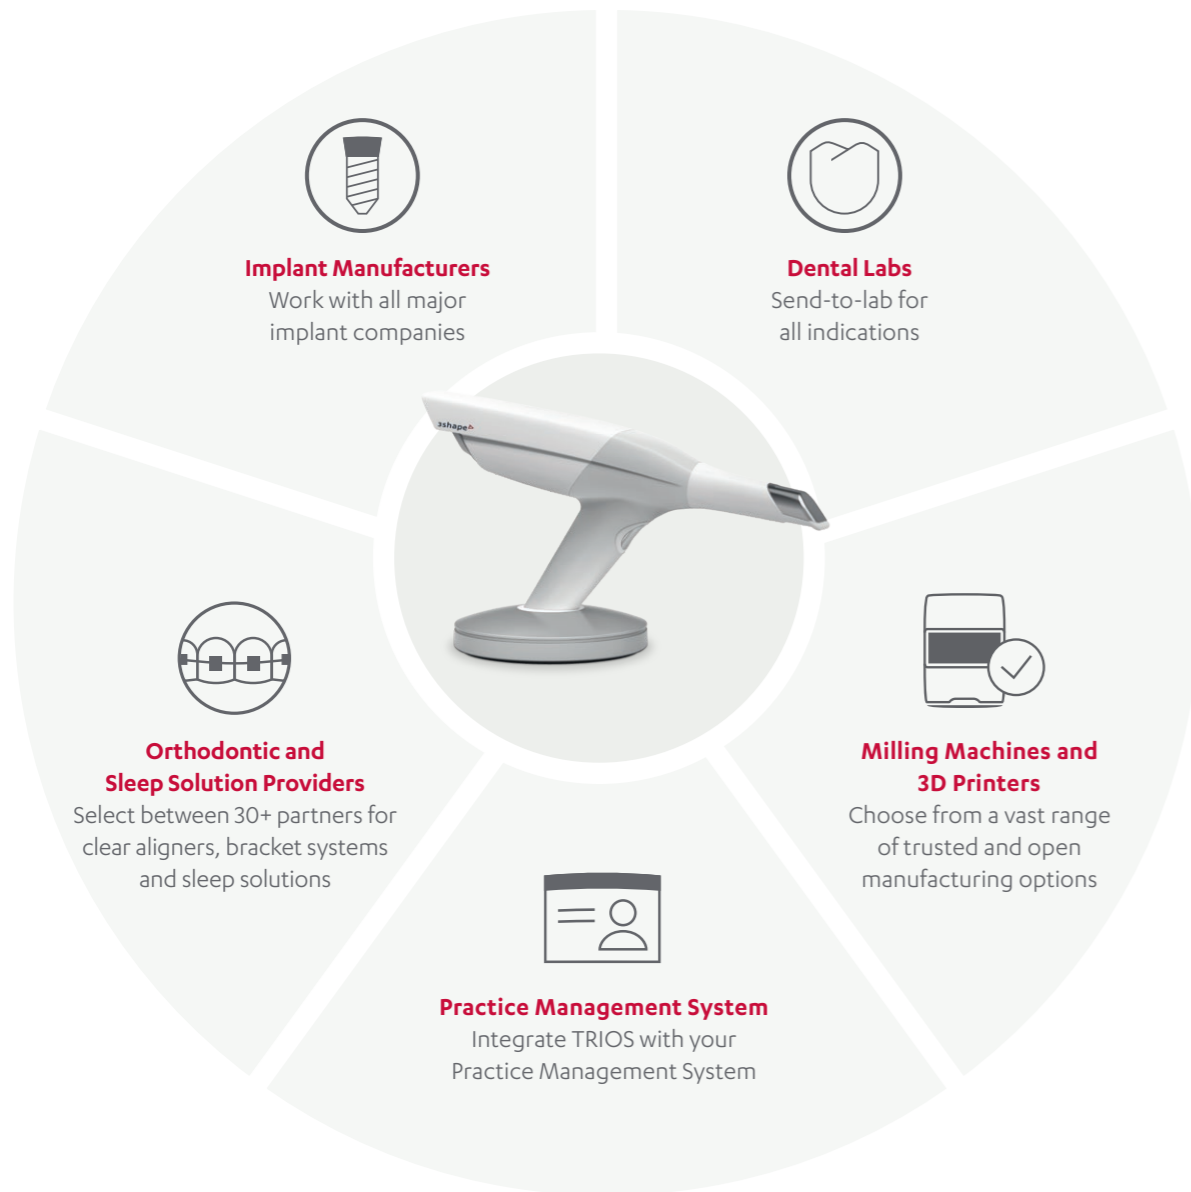 Implant Manufacturers
Work with all major
implant companies
Dental Labs
Send-to-lab for
all indications
3shape
Orthodontic and
Sleep Solution Providers
Select between 30+ partners for
clear aligners, bracket systems
and sleep solutions
Milling Machines and
3D Printers
Choose from a vast range
of trusted and open
manufacturing options
Practice Management System
Integrate TRIOS with your
Practice Management System